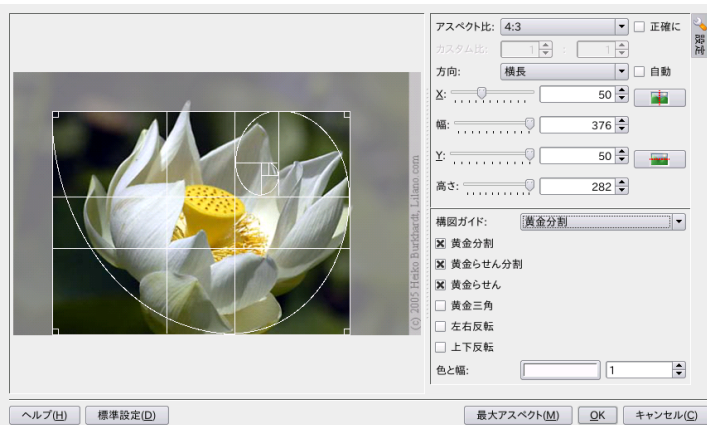 アスペクト比: 4:3 正確に
カスタム比: 1 : 1
方向: 横長 自動
X: 50
幅: 376
Y: 50
高さ: 282
設定
構図ガイド: 黄金分割
黄金分割
黄金らせん分割
黄金らせん
黄金三角
左右反転
上下反転
色と幅: 1
(c) 2005 Heiko Burkhardt, Lilano.com
ヘルプ(H) 標準設定(D) 最大アスペクト(M) OK キャンセル(C)